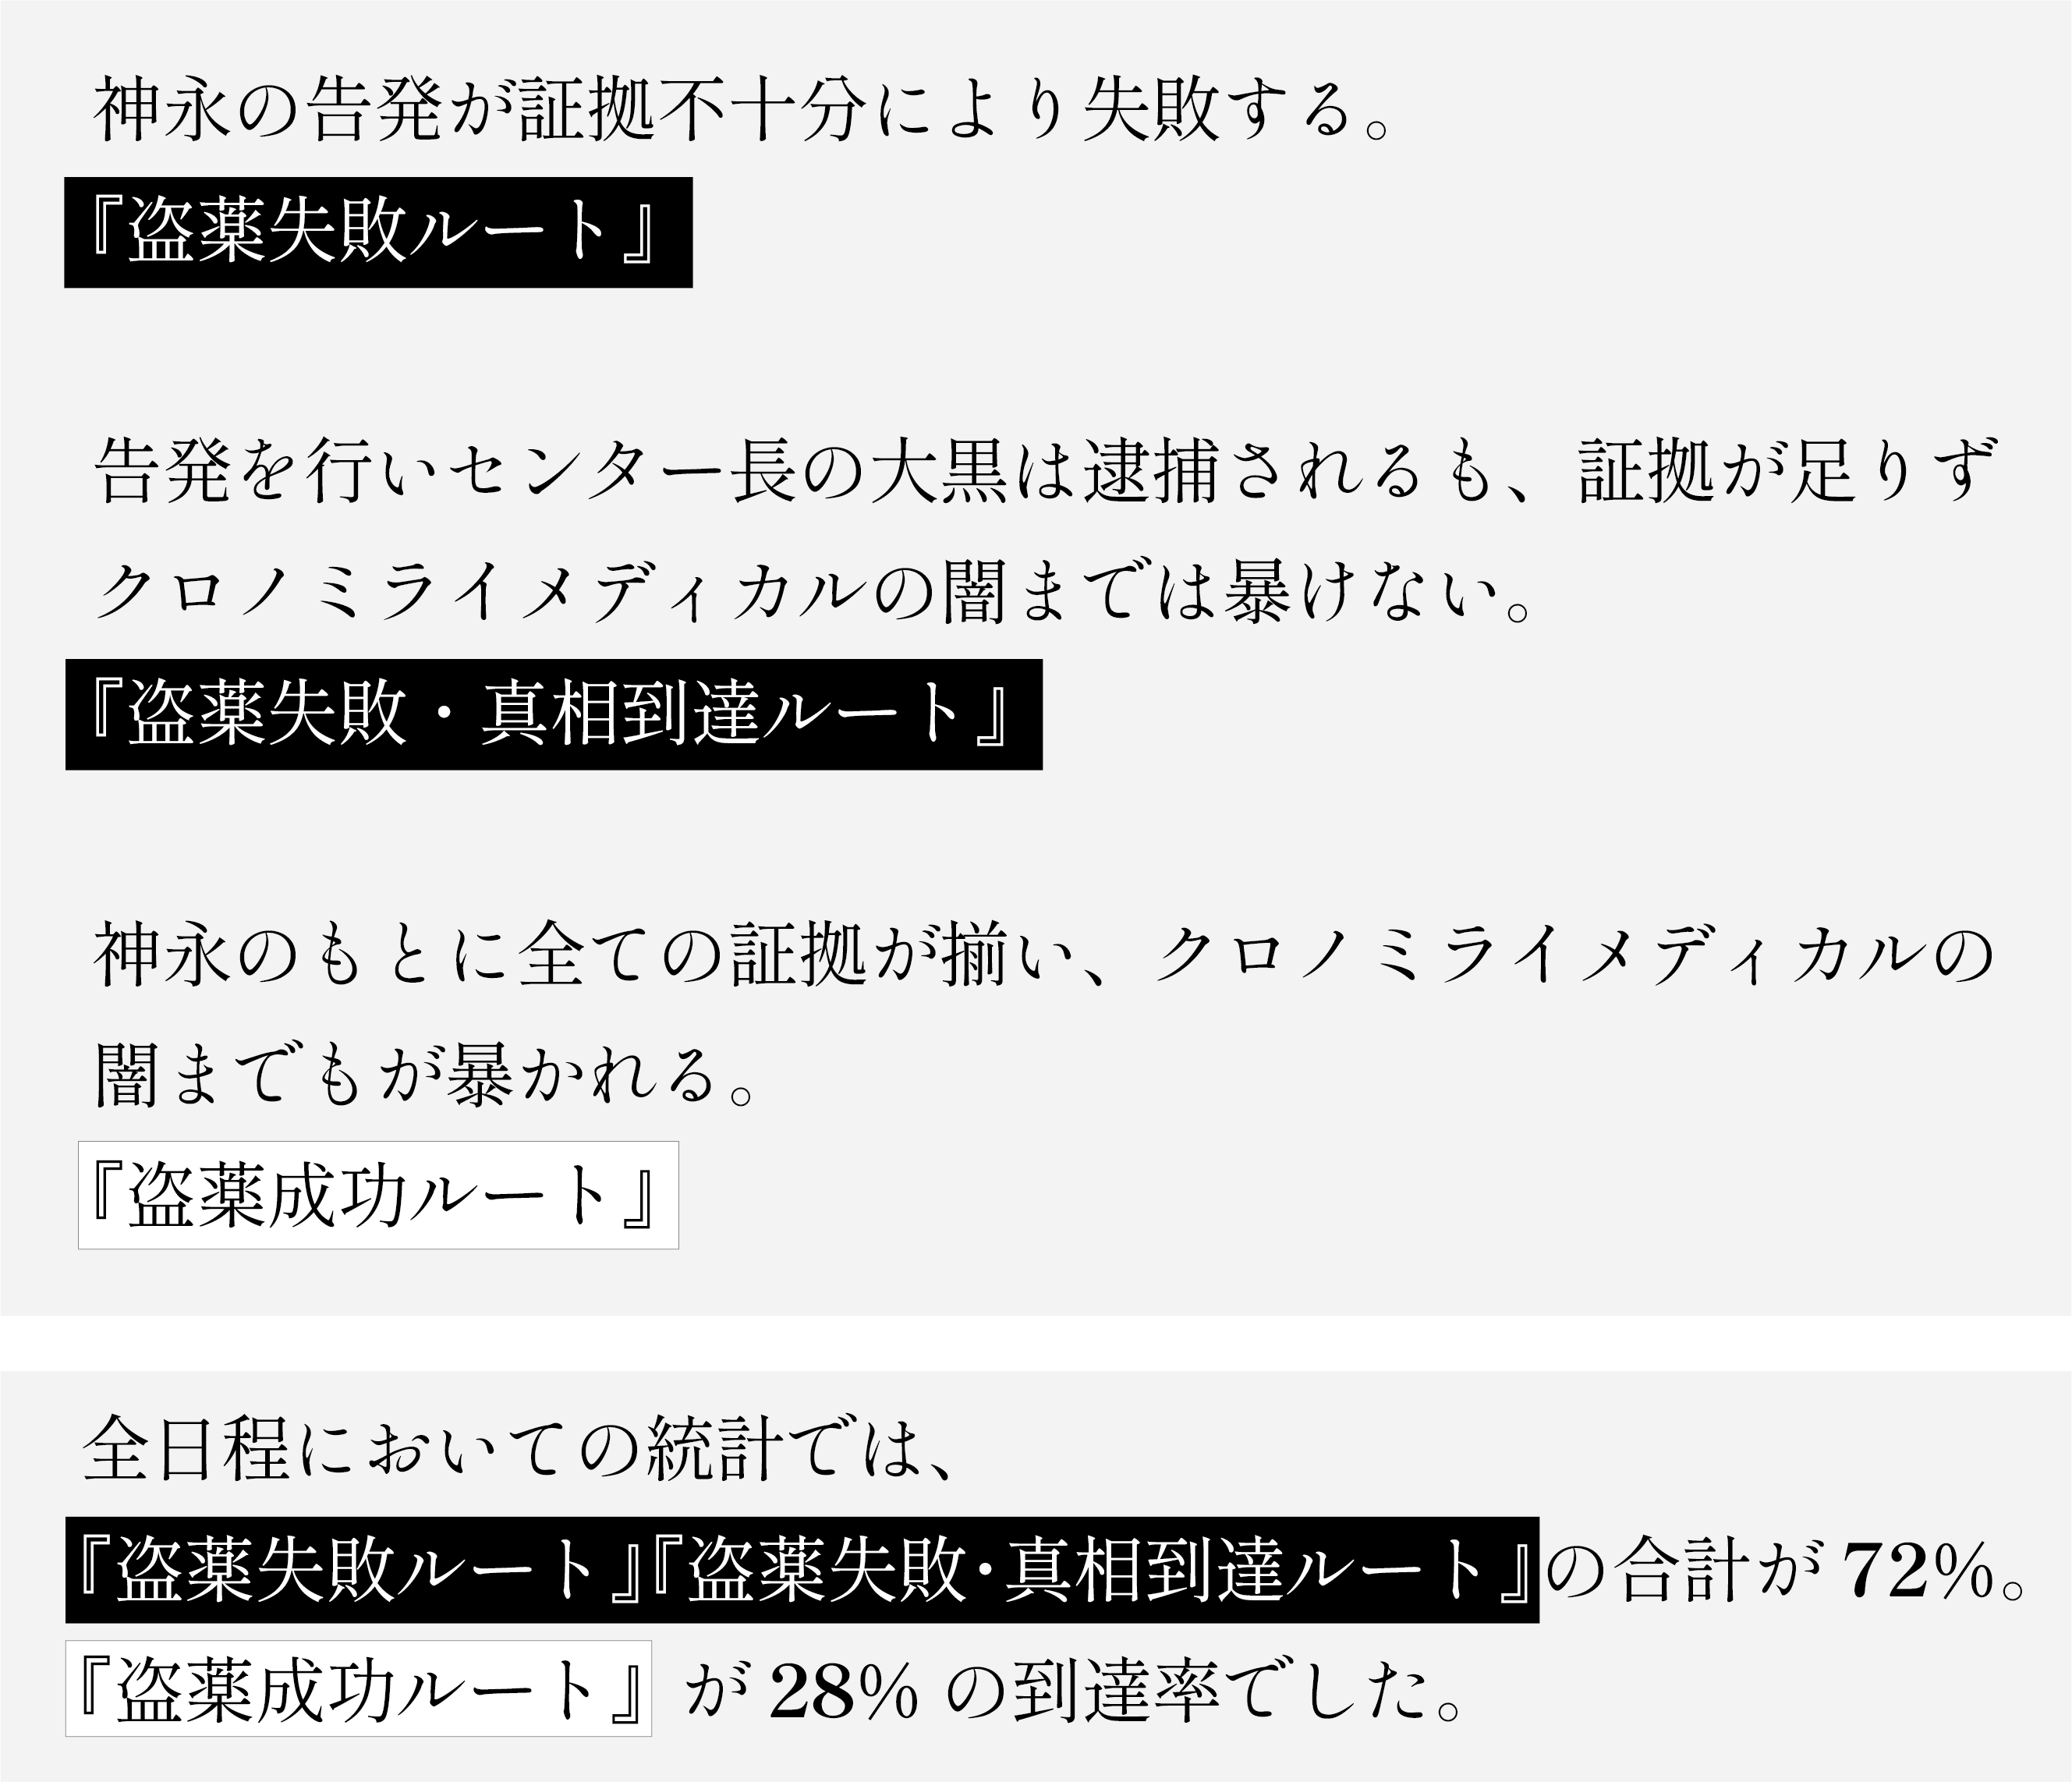 神永の告発が証拠不十分により失敗する。
『盗薬失敗ルート』
告発を行いセンター長の大黒は逮捕されるも、証拠が足りず
クロノミライメディカルの闇までは暴けない。
『盗薬失敗・真相到達ルート』
神永のもとに全ての証拠が揃い、クロノミライメディカルの
闇までもが暴かれる。
『盗薬成功ルート』
全日程においての統計では、
『盗薬失敗ルート』『盗薬失敗・真相到達ルート』の合計が72%。
『盗薬成功ルート』 が28% の到達率でした。